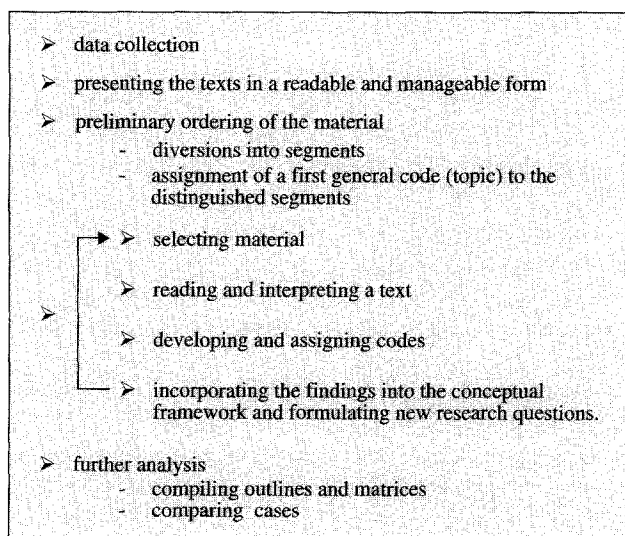 ➢ data collection
➢ presenting the texts in a readable and manageable form
➢ preliminary ordering of the material
- diversions into segments
- assignment of a first general code (topic) to the
distinguished segments
➢ selecting material
➢ reading and interpreting a text
➢
➢ developing and assigning codes
➢ incorporating the findings into the conceptual
framework and formulating new research questions.
➢ further analysis
- compiling outlines and matrices
- comparing cases